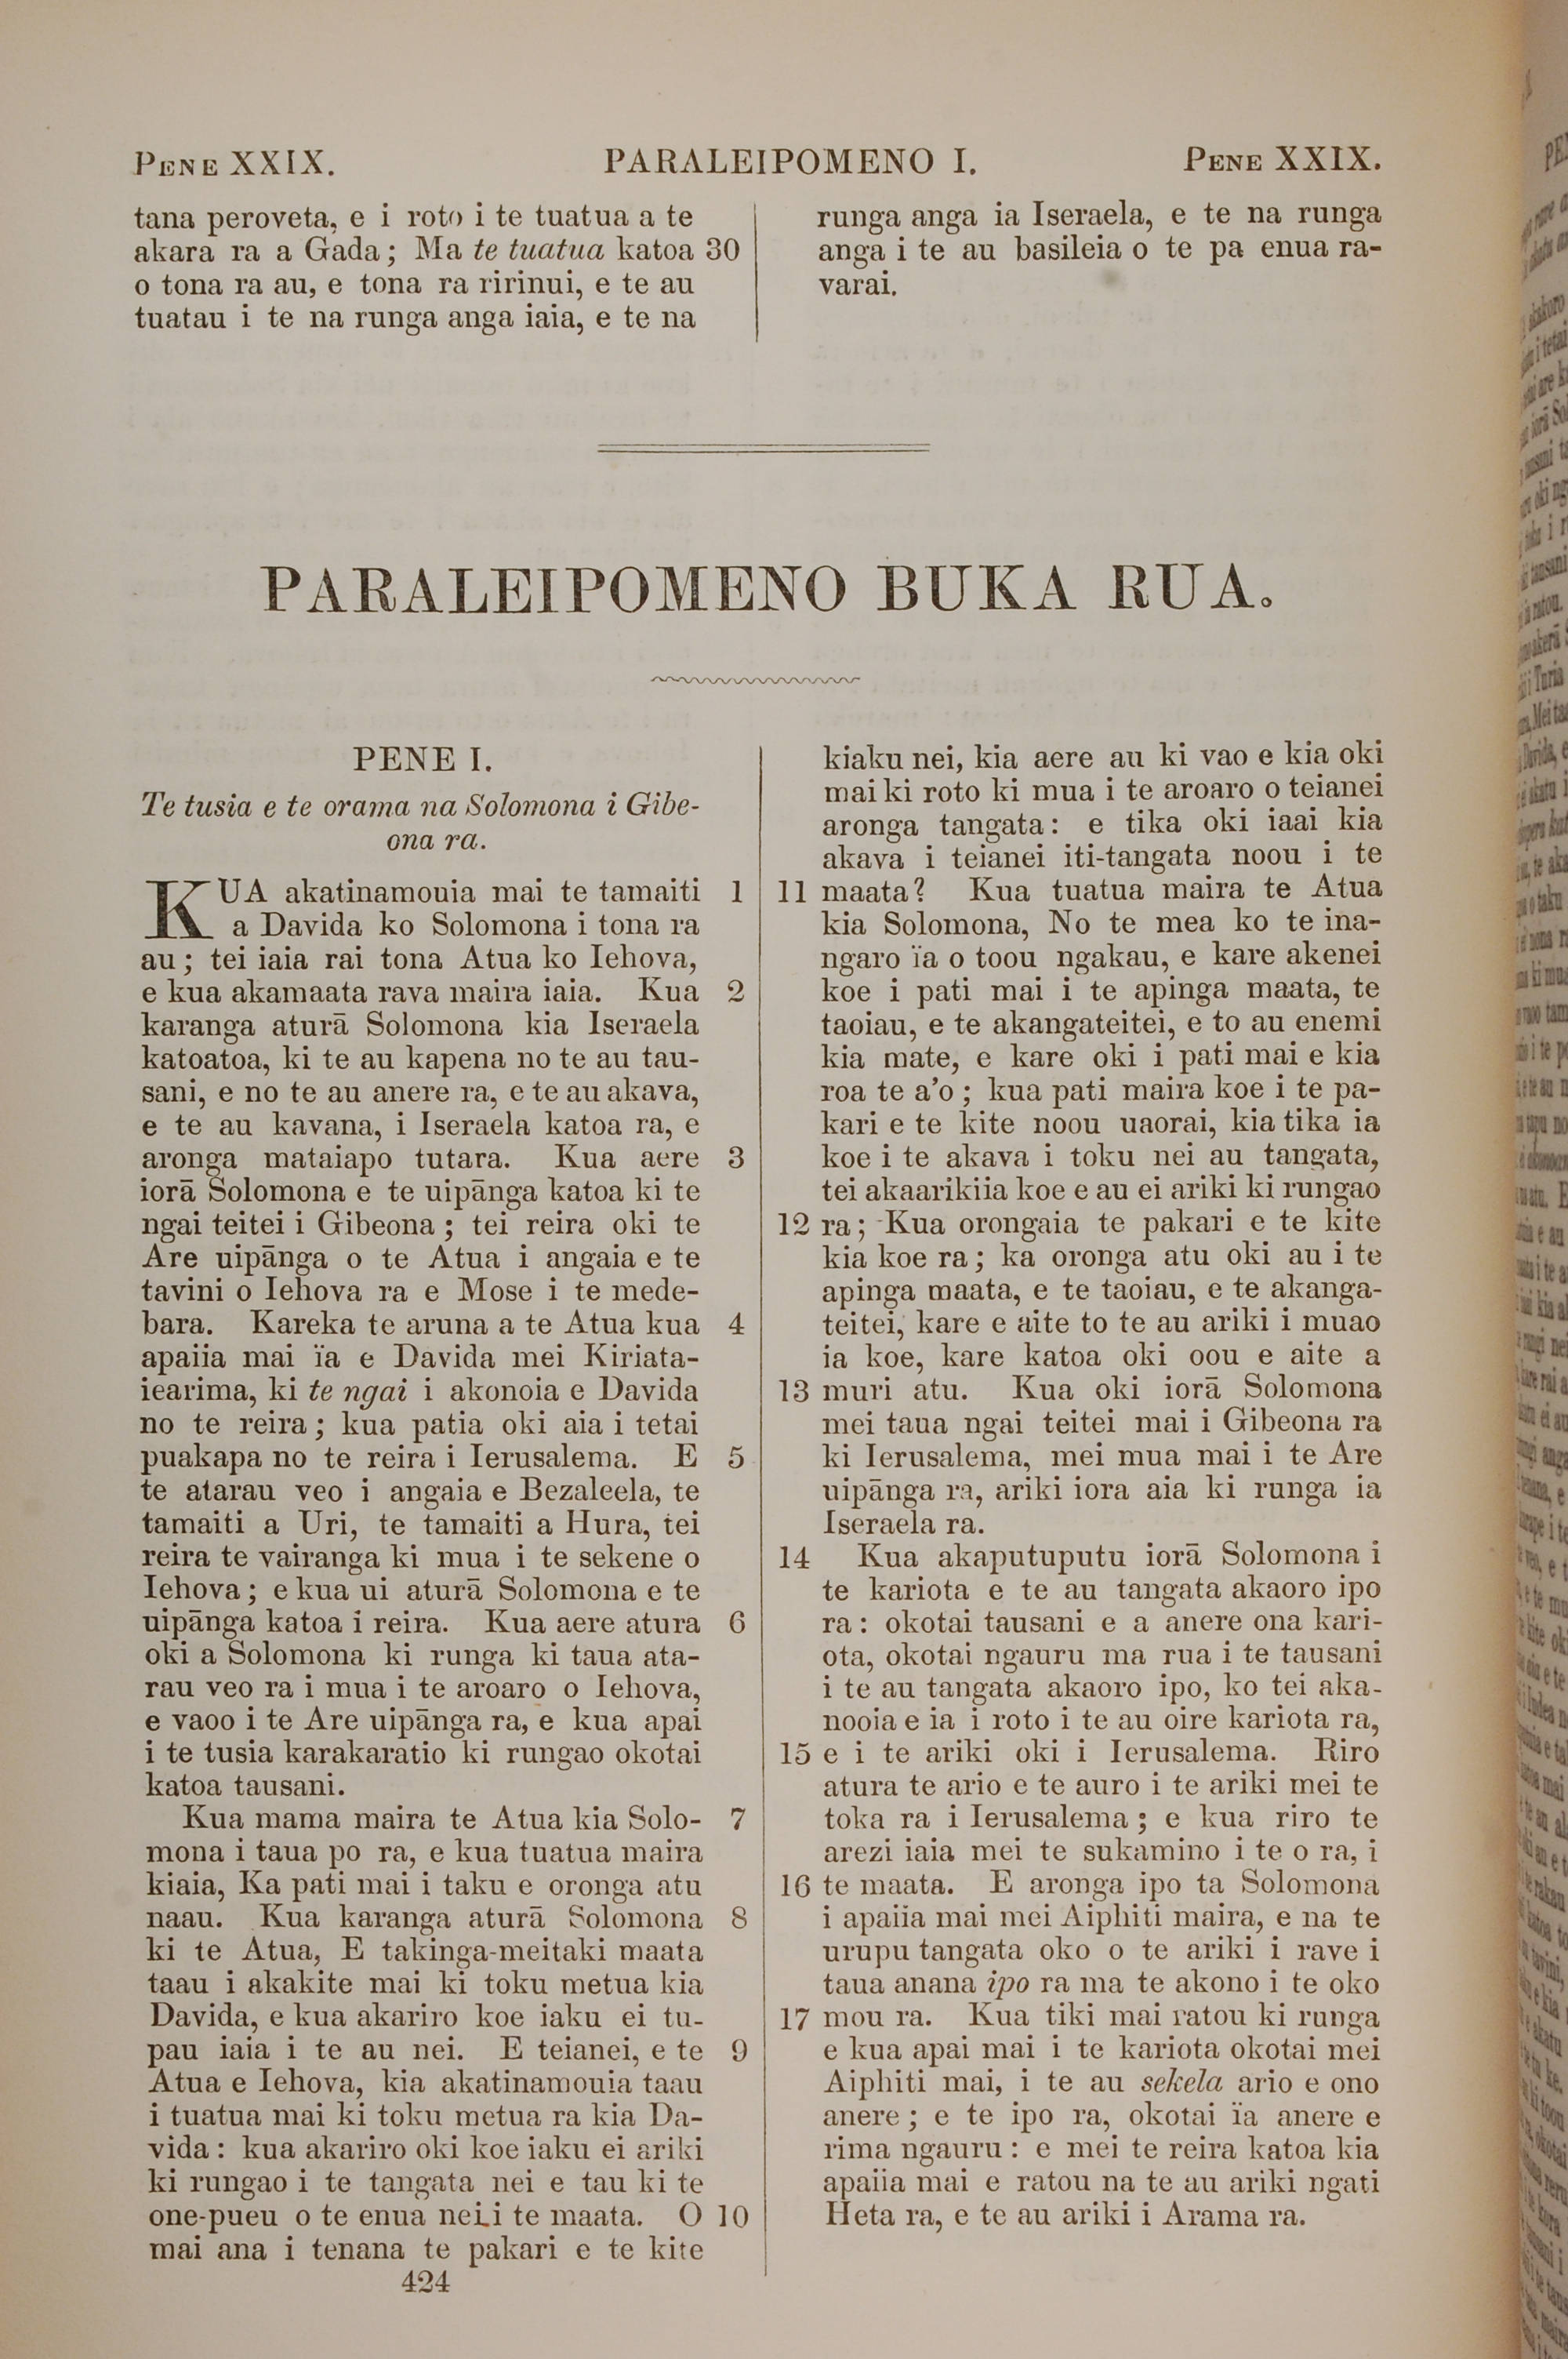 PENE XXIX. PARALEIPOMENO I. PENE XXIX.
tana peroveta, e i roto i te tuatua a te
akara ra a Gada; Ma te tuatua katoa 30
o tona ra au, e tona ra ririnui, e te au
tuatau i te na runga anga iaia, e te na
runga anga ia Iseraela, e te na runga
anga i te au basileia o te pa enua ra-
varai.
PARALEIPOMENO BUKA RUA.
PENE I.
Te tusia e te orama na Solomona i Gibe-
ona ra.
KUA akatinamouia mai te tamaiti 1
a Davida ko Solomona i tona ra
au; tei iaia rai tona Atua ko Iehova,
e kua akamaata rava maira iaia. Kua 2
karanga aturā Solomona kia Iseraela
katoatoa, ki te au kapena no te au tau-
sani, e no te au anere ra, e te au akava,
e te au kavana, i Iseraela katoa ra, e
aronga mataiapo tutara. Kua aere 3
iorā Solomona e te uipānga katoa ki te
ngai teitei i Gibeona; tei reira oki te
Are uipānga o te Atua i angaia e te
tavini o Iehova ra e Mose i te mede-
bara. Kareka te aruna a te Atua kua 4
apaiia mai ïa e Davida mei Kiriata-
iearima, ki te ngai i akonoia e Davida
no te reira; kua patia oki aia i tetai
puakapa no te reira i Ierusalema. E 5
te atarau veo i angaia e Bezaleela, te
tamaiti a Uri, te tamaiti a Hura, tei
reira te vairanga ki mua i te sekene o
Iehova; e kua ui aturā Solomona e te
uipānga katoa i reira. Kua aere atura 6
oki a Solomona ki runga ki taua ata-
rau veo ra i mua i te aroaro o Iehova,
e vaoo i te Are uipānga ra, e kua apai
i te tusia karakaratio ki rungao okotai
katoa tausani.
Kua mama maira te Atua kia Solo- 7
mona i taua po ra, e kua tuatua maira
kiaia, Ka pati mai i taku e oronga atu
naau. Kua karanga aturā Solomona 8
ki te Atua, E takinga-meitaki maata
taau i akakite mai ki toku metua kia
Davida, e kua akariro koe iaku ei tu-
pau iaia i te au nei. E teianei, e te 9
Atua e Iehova, kia akatinamouia taau
i tuatua mai ki toku metua ra kia Da-
vida: kua akariro oki koe iaku ei ariki
ki rungao i te tangata nei e tau ki te
one-pueu o te enua nei i te maata. O 10
mai ana i tenana te pakari e te kite
424
kiaku nei, kia aere au ki vao e kia oki
mai ki roto ki mua i te aroaro o teianei
aronga tangata: e tika oki iaai kia
akava i teianei iti-tangata noou i te
11 maata? Kua tuatua maira te Atua
kia Solomona, No te mea ko te ina-
ngaro ïa o toou ngakau, e kare akenei
koe i pati mai i te apinga maata, te
taoiau, e te akangateitei, e to au enemi
kia mate, e kare oki i pati mai e kia
roa te a'o; kua pati maira koe i te pa-
kari e te kite noou uaorai, kia tika ia
koe i te akava i toku nei au tangata,
tei akaarikiia koe e au ei ariki ki rungao
12 ra; Kua orongaia te pakari e te kite
kia koe ra; ka oronga atu oki au i te
apinga maata, e te taoiau, e te akanga-
teitei, kare e aite to te au ariki i muao
ia koe, kare katoa oki oou e aite a
13 muri atu. Kua oki iorā Solomona
mei taua ngai teitei mai i Gibeona ra
ki Ierusalema, mei mua mai i te Are
uipānga ra, ariki iora aia ki runga ia
Iseraela ra.
14 Kua akaputuputu iorā Solomona i
te kariota e te au tangata akaoro ipo
ra: okotai tausani e a anere ona kari-
ota, okotai ngauru ma rua i te tausani
i te au tangata akaoro ipo, ko tei aka-
nooia e ia i roto i te au oire kariota ra,
15 e i te ariki oki i Ierusalema. Riro
atura te ario e te auro i te ariki mei te
toka ra i Ierusalema; e kua riro te
arezi iaia mei te sukamino i te o ra, i
16 te maata. E aronga ipo ta Solomona
i apaiia mai mei Aiphiti maira, e na te
urupu tangata oko o te ariki i rave i
taua anana ipo ra ma te akono i te oko
17 mou ra. Kua tiki mai ratou ki runga
e kua apai mai i te kariota okotai mei
Aiphiti mai, i te au sekela ario e ono
anere; e te ipo ra, okotai ïa anere e
rima ngauru: e mei te reira katoa kia
apaiia mai e ratou na te au ariki ngati
Heta ra, e te au ariki i Arama ra.